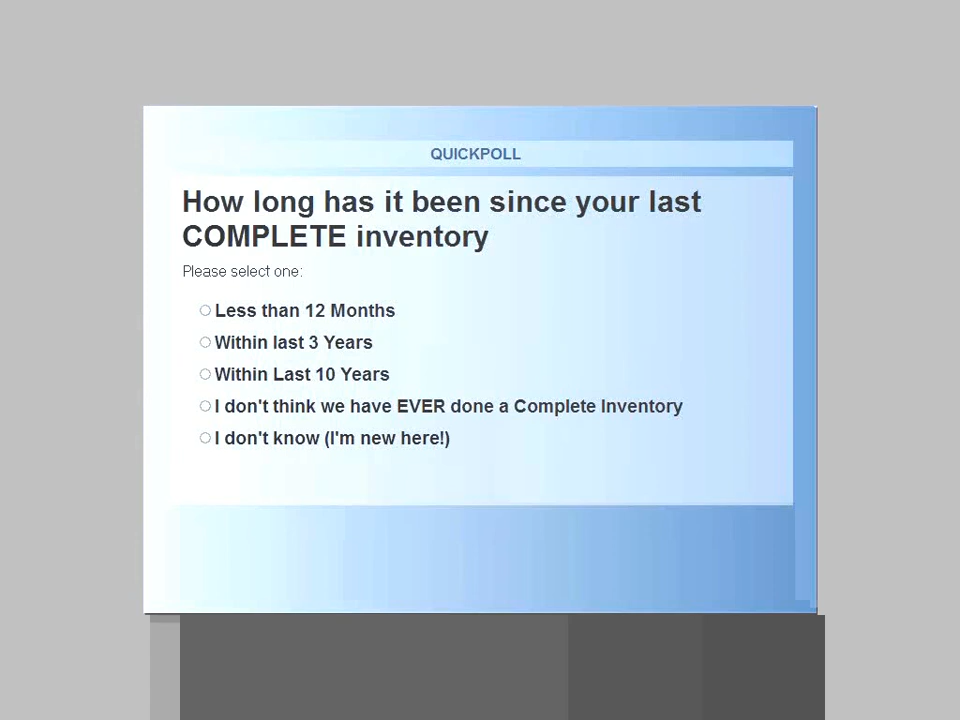 QUICKPOLL
How long has it been since your last
COMPLETE inventory
Please select one:
Less than 12 Months
Within last 3 Years
Within Last 10 Years
I don't think we have EVER done a Complete Inventory
I don't know (I'm new here!)